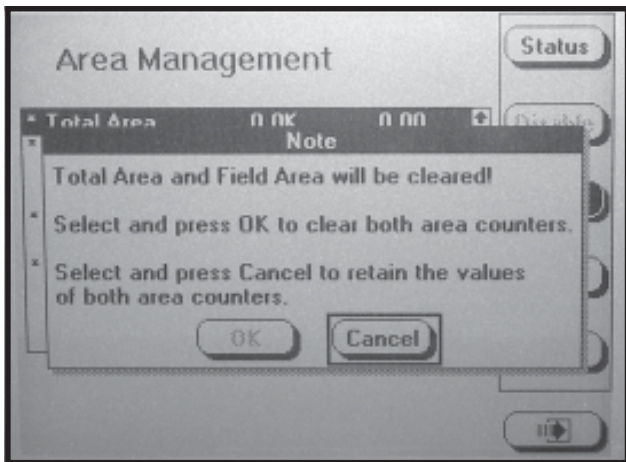 Area Management
Status
* Total Area 0.0K 0.00
Disable
Note
Total Area and Field Area will be cleared!
Select and press OK to clear both area counters.
Select and press Cancel to retain the values
of both area counters.
OK
Cancel